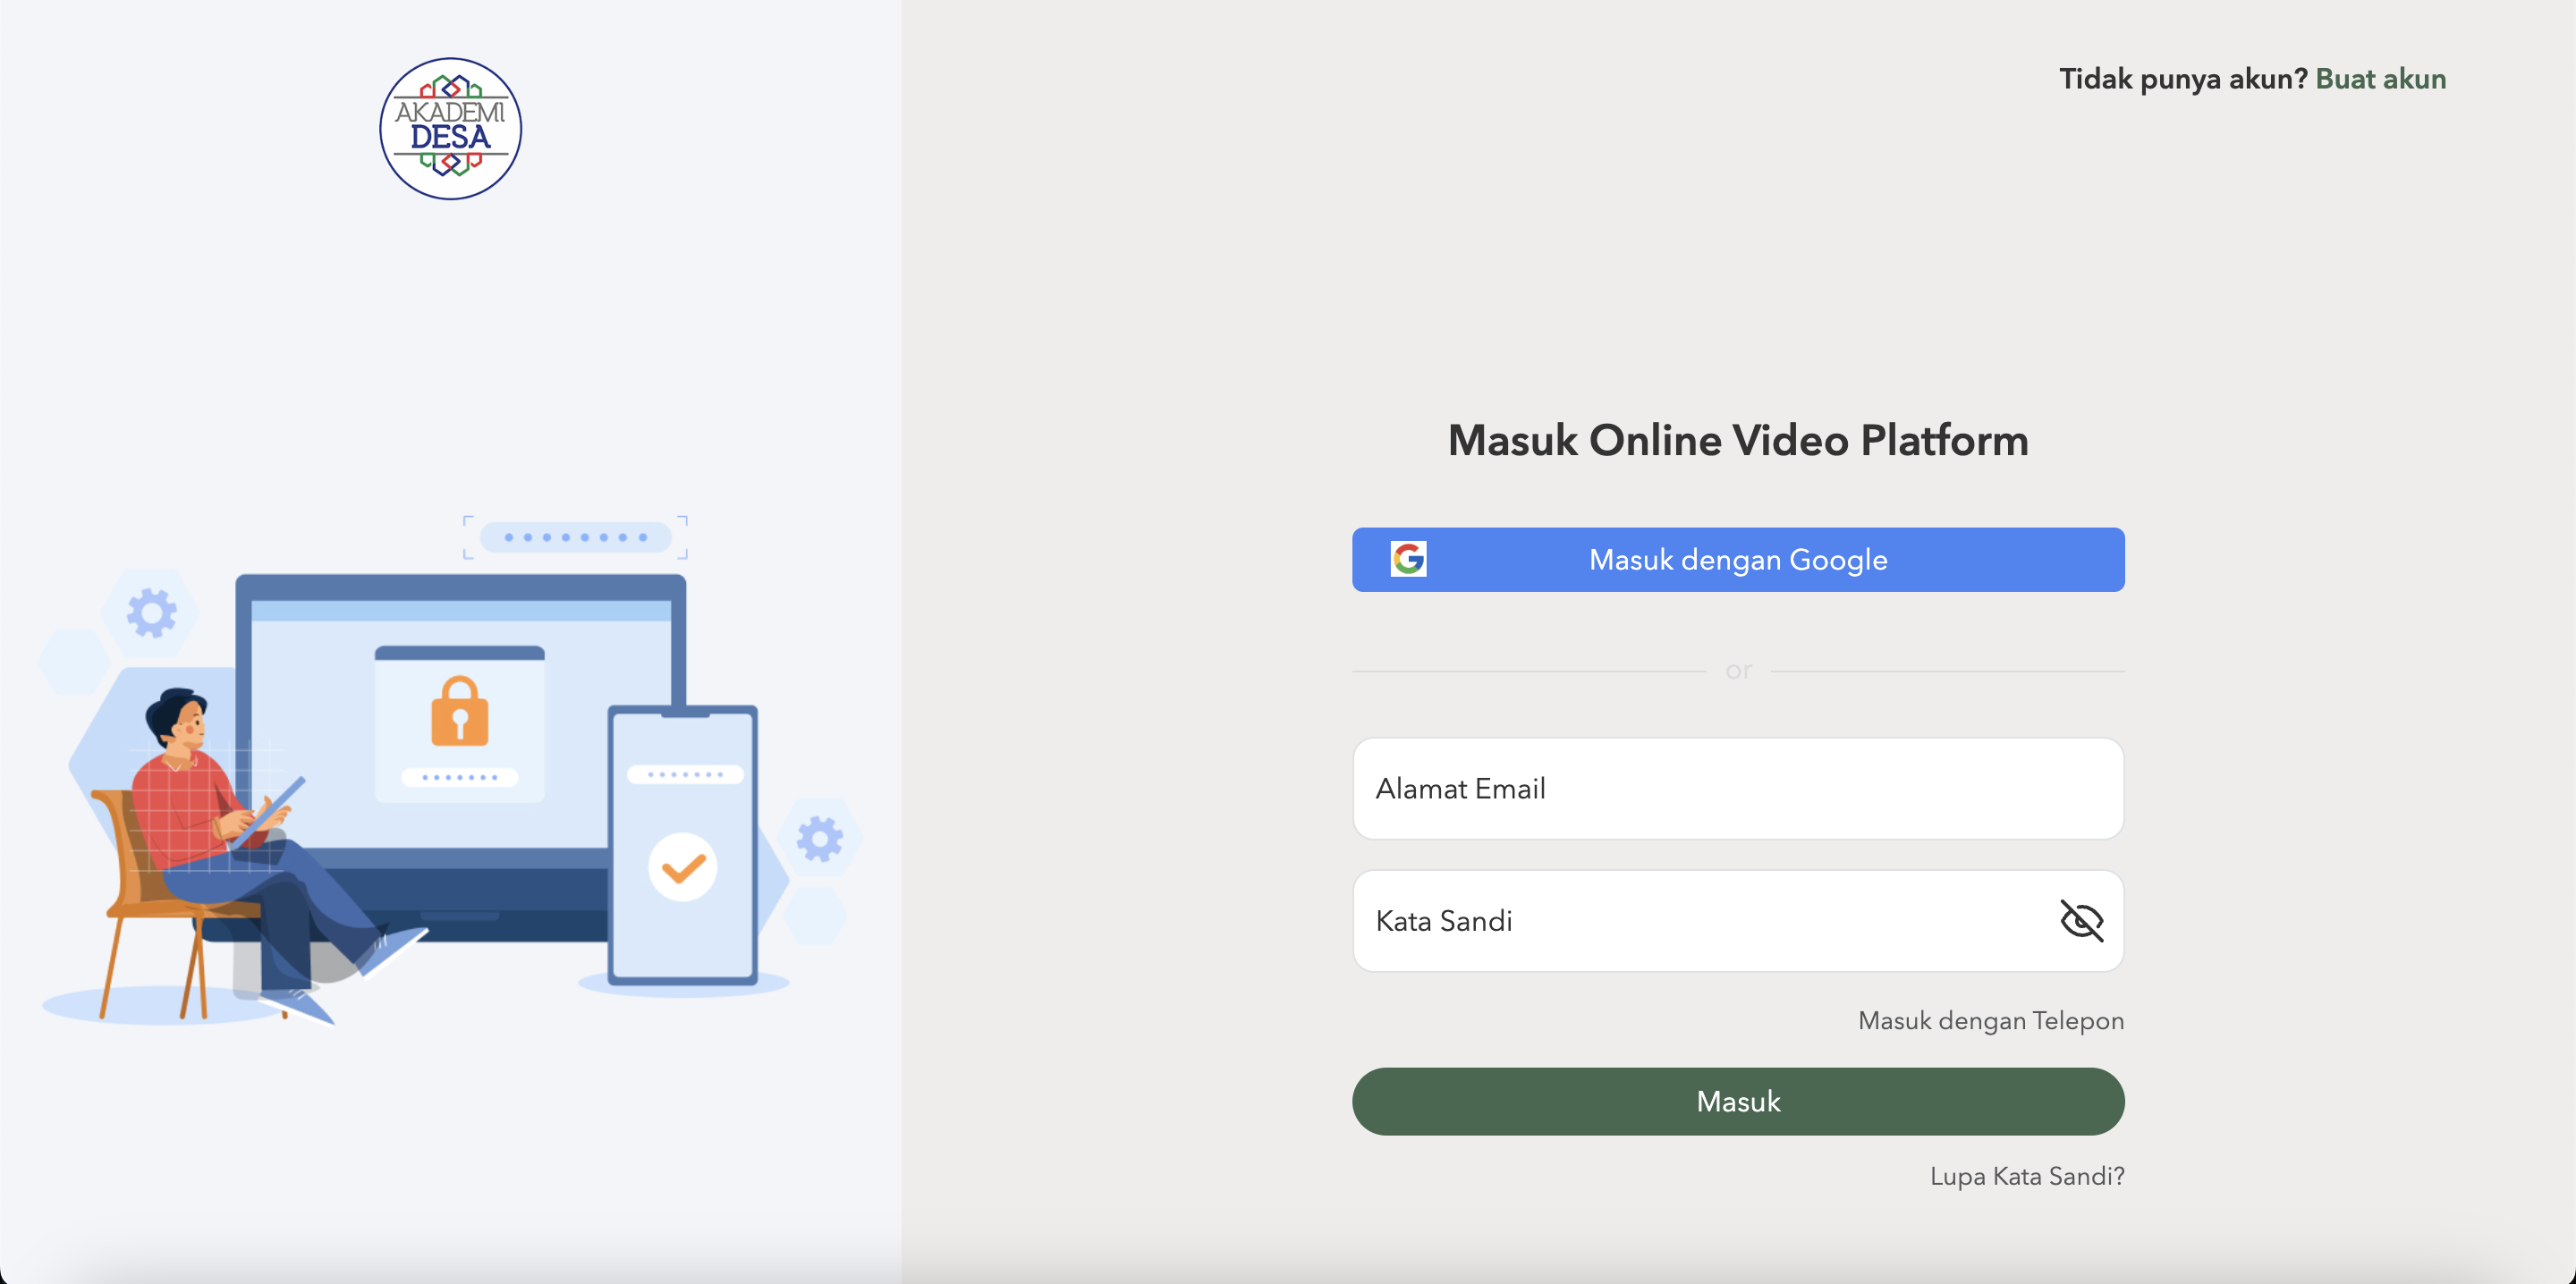 AKADEMI
DESA
Tidak punya akun? Buat akun
Masuk Online Video Platform
Masuk dengan Google
or
Alamat Email
Kata Sandi
Masuk dengan Telepon
Masuk
Lupa Kata Sandi?